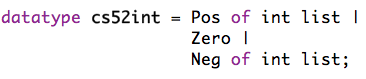 datatype cs52int = Pos of int list |
Zero |
Neg of int list;